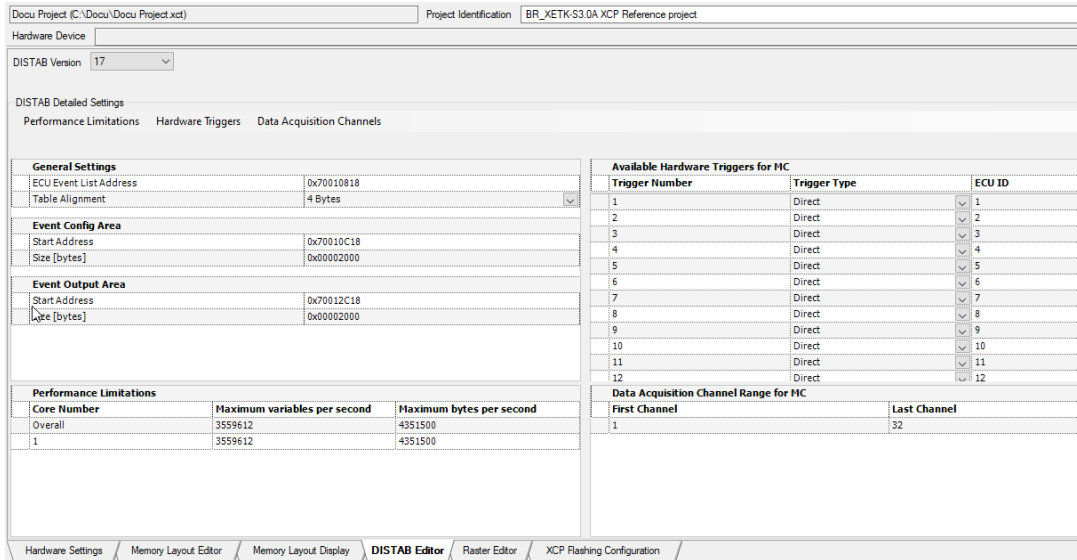 Docu Project (C:\Docu\Docu Project.xct) Project Identification BR_XETK-S3.0A XCP Reference project
Hardware Device
DISTAB Version 17
DISTAB Detailed Settings
Performance Limitations Hardware Triggers Data Acquisition Channels
General Settings
ECU Event List Address 0x70010818
Table Alignment 4 Bytes
Event Config Area
Start Address 0x70010C18
Size [bytes] 0x00002000
Event Output Area
Start Address 0x70012C18
Size [bytes] 0x00002000
Available Hardware Triggers for MC
Trigger Number Trigger Type ECU ID
1 Direct 1
2 Direct 2
3 Direct 3
4 Direct 4
5 Direct 5
6 Direct 6
7 Direct 7
8 Direct 8
9 Direct 9
10 Direct 10
11 Direct 11
12 Direct 12
Performance Limitations
Core Number Maximum variables per second Maximum bytes per second
Overall 3559612 4351500
1 3559612 4351500
Data Acquisition Channel Range for MC
First Channel Last Channel
1 32
Hardware Settings Memory Layout Editor Memory Layout Display DISTAB Editor Raster Editor XCP Flashing Configuration